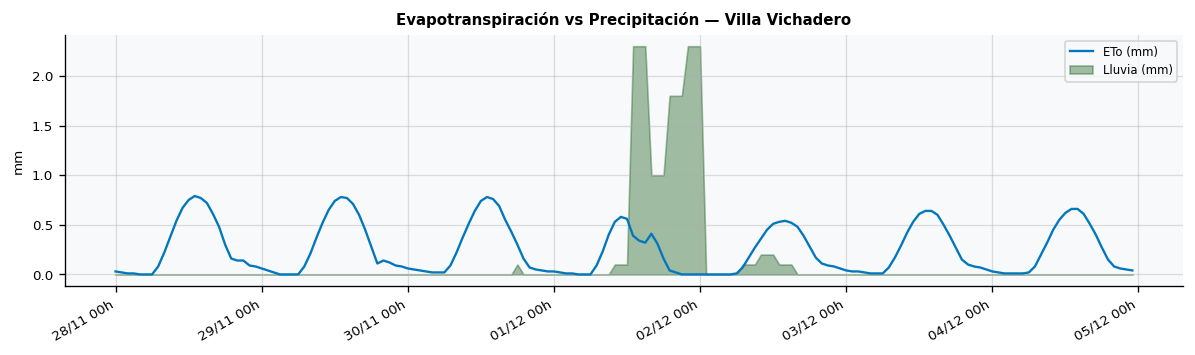 Evapotranspiración vs Precipitación — Villa Vichadero
ETo (mm)
Lluvia (mm)
mm
2.0
1.5
1.0
0.5
0.0
28/11 00h
29/11 00h
30/11 00h
01/12 00h
02/12 00h
03/12 00h
04/12 00h
05/12 00h